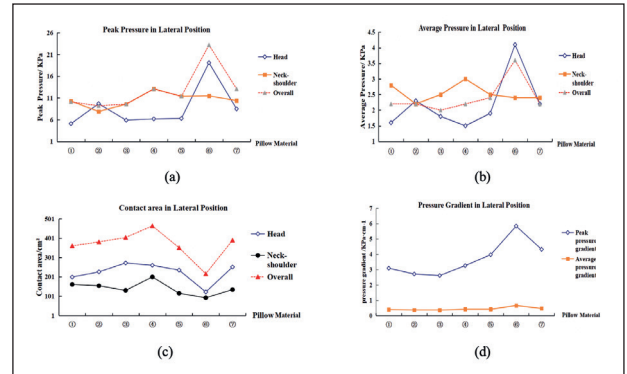 Peak Pressure in Lateral Position
Peak Pressure/ KPa
26
21
16
11
6
1
① ② ③ ④ ⑤ ⑥ ⑦
Pillow Material
Head
Neck-
shoulder
Overall
(a)
Average Pressure in Lateral Position
Average Pressure/ KPa
4.5
4
3.5
3
2.5
2
1.5
① ② ③ ④ ⑤ ⑥ ⑦
Pillow Material
Head
Neck-
shoulder
Overall
(b)
Contact area in Lateral Position
Contact area/cm²
501
401
300
200
100
1
① ② ③ ④ ⑤ ⑥ ⑦
Pillow Material
Head
Neck-
shoulder
Overall
(c)
Pressure Gradient in Lateral Position
pressure gradient /KPa·cm-1
7
6
5
4
3
2
1
0
① ② ③ ④ ⑤ ⑥ ⑦
Pillow Material
Peak
pressure
gradient
Average
pressure
gradient
(d)